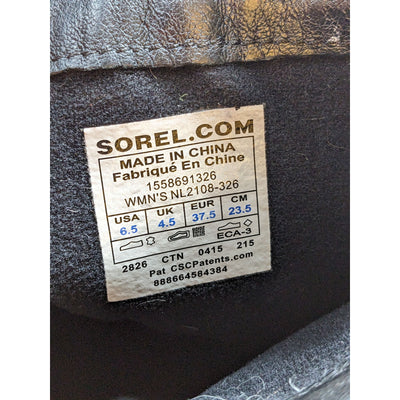 SOREL.COM
MADE IN CHINA
Fabriqué En Chine
1558691326
WMN'S NL2108-326
USA UK EUR CM
6.5 4.5 37.5 23.5
ECA-3
2826 CTN 0415 215
Pat CSCPatents.com
888664584384